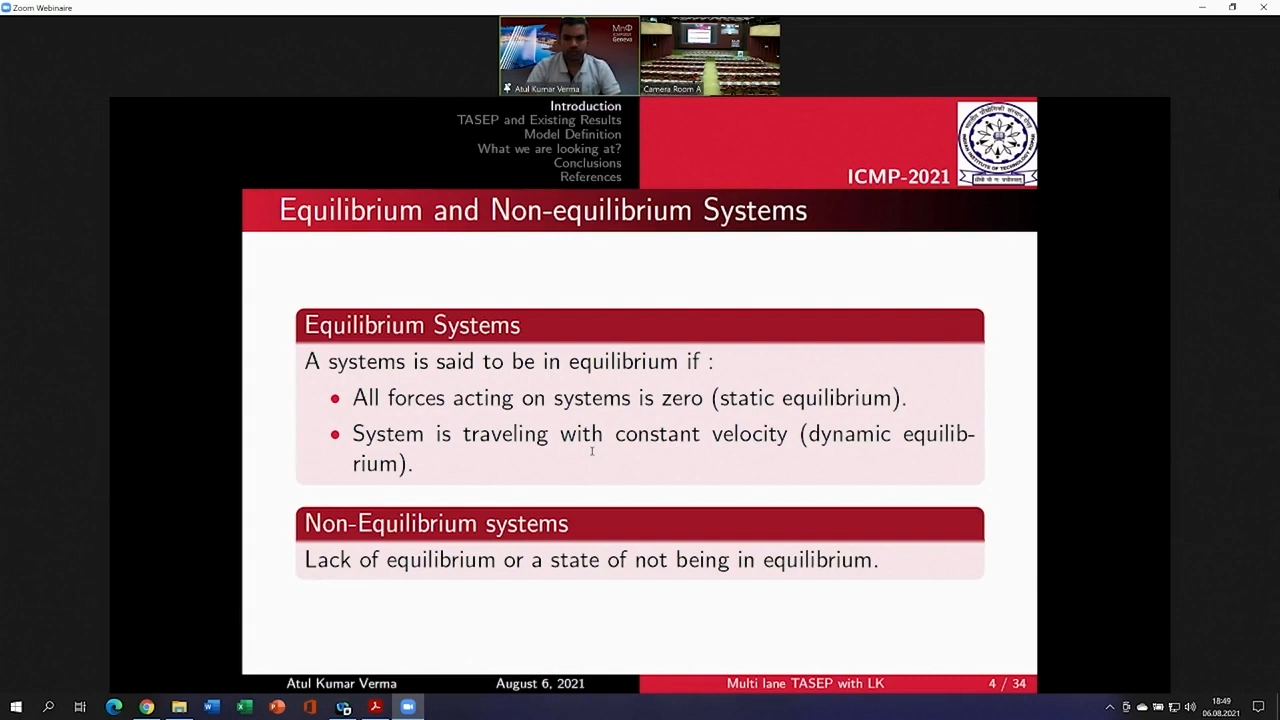 Zoom Webinaire
MnΦ
Geneva
Atul Kumar Verma
Camera Room A
Introduction
TASEP and Existing Results
Model Definition
What we are looking at?
Conclusions
References
ICMP-2021
Equilibrium and Non-equilibrium Systems
Equilibrium Systems
A systems is said to be in equilibrium if :
• All forces acting on systems is zero (static equilibrium).
• System is traveling with constant velocity (dynamic equilib-
rium).
Non-Equilibrium systems
Lack of equilibrium or a state of not being in equilibrium.
Atul Kumar Verma
August 6, 2021
Multi lane TASEP with LK
4 / 34
18:49
06.08.2021